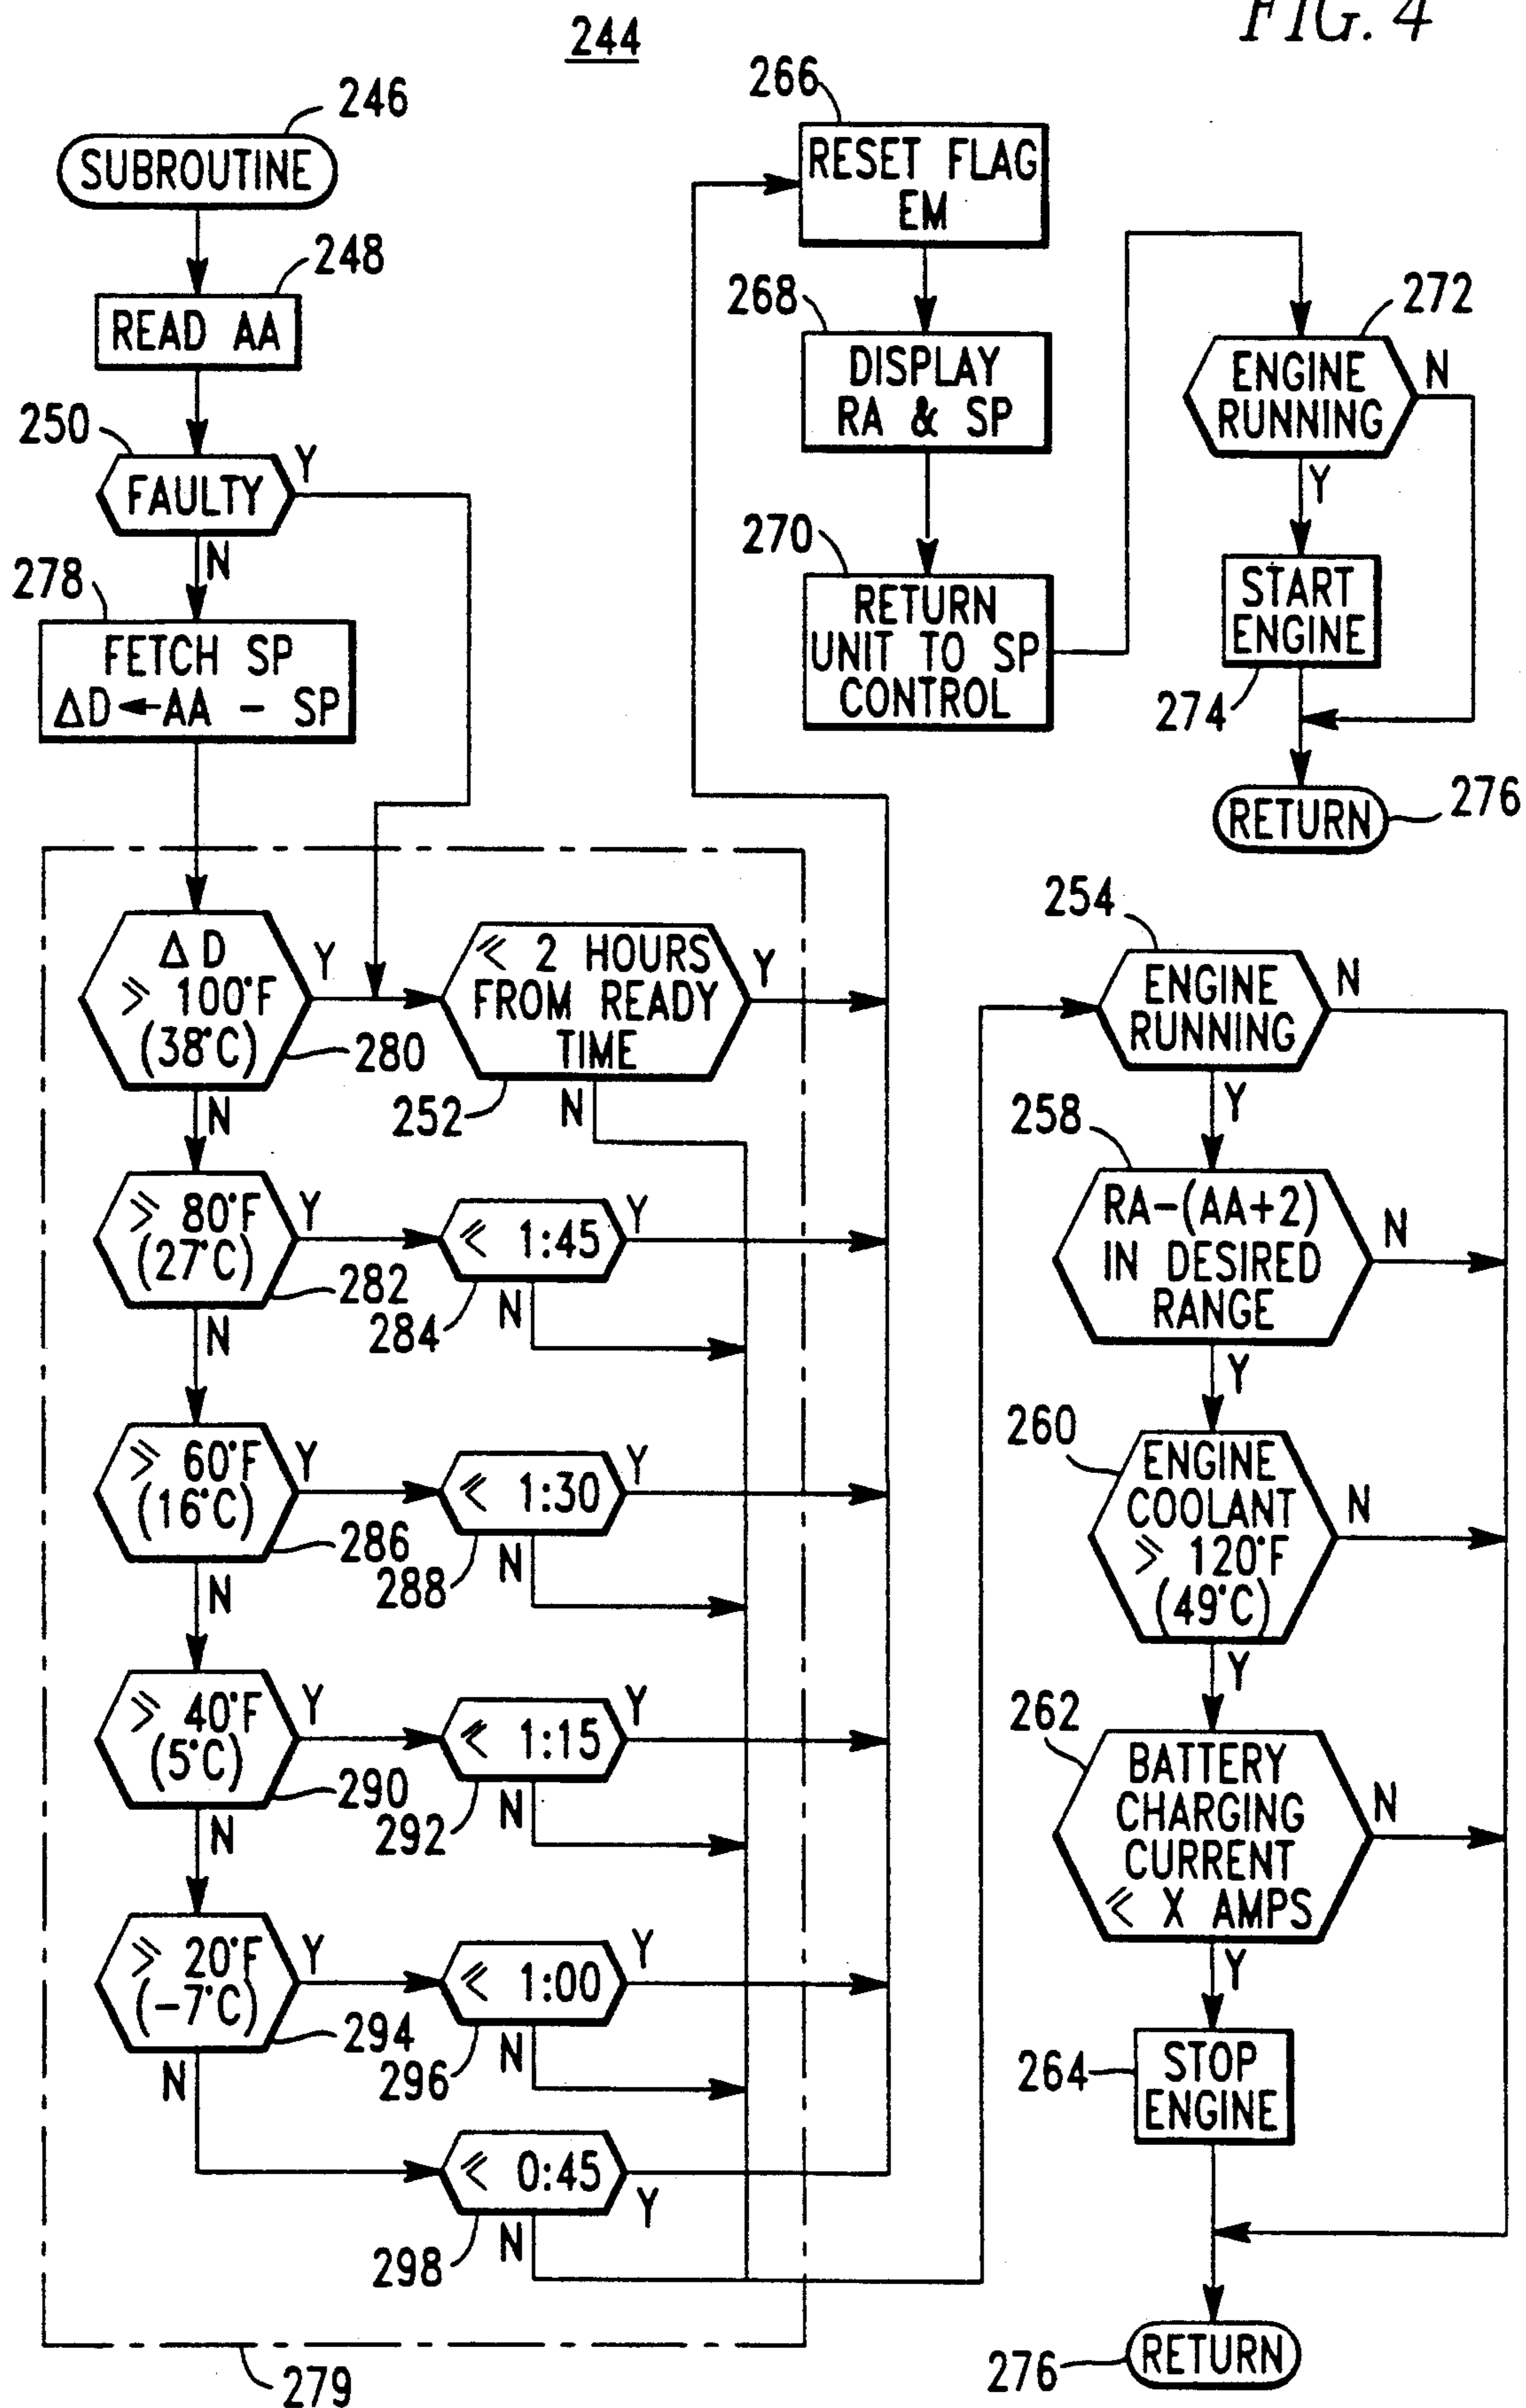 FIG. 4
244
246
SUBROUTINE
248
READ AA
250
FAULTY
Y
N
278
FETCH SP
ΔD←AA - SP
266
RESET FLAG
EM
268
DISPLAY
RA & SP
270
RETURN
UNIT TO SP
CONTROL
272
ENGINE
RUNNING
N
Y
START
ENGINE
274
RETURN
276
ΔD
⩾ 100°F
(38°C)
280
Y
N
⩽ 2 HOURS
FROM READY
TIME
252
Y
N
⩾ 80°F
(27°C)
282
Y
N
⩽ 1:45
284
Y
N
⩾ 60°F
(16°C)
286
Y
N
⩽ 1:30
288
Y
N
⩾ 40°F
(5°C)
290
Y
N
⩽ 1:15
292
Y
N
⩾ 20°F
(-7°C)
294
Y
N
⩽ 1:00
296
Y
N
⩽ 0:45
298
Y
N
279
254
ENGINE
RUNNING
N
Y
258
RA-(AA+2)
IN DESIRED
RANGE
N
Y
260
ENGINE
COOLANT
⩾ 120°F
(49°C)
N
Y
262
BATTERY
CHARGING
CURRENT
⩽ X AMPS
N
Y
264
STOP
ENGINE
276
RETURN